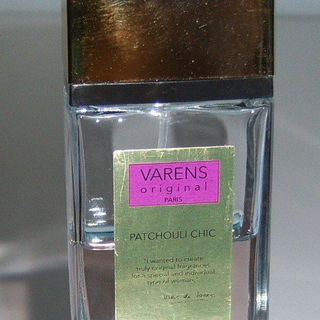 VARENS
original
PARIS
PATCHOULI CHIC
"I wanted to create
truly original fragrances
for a special and individual
type of woman."